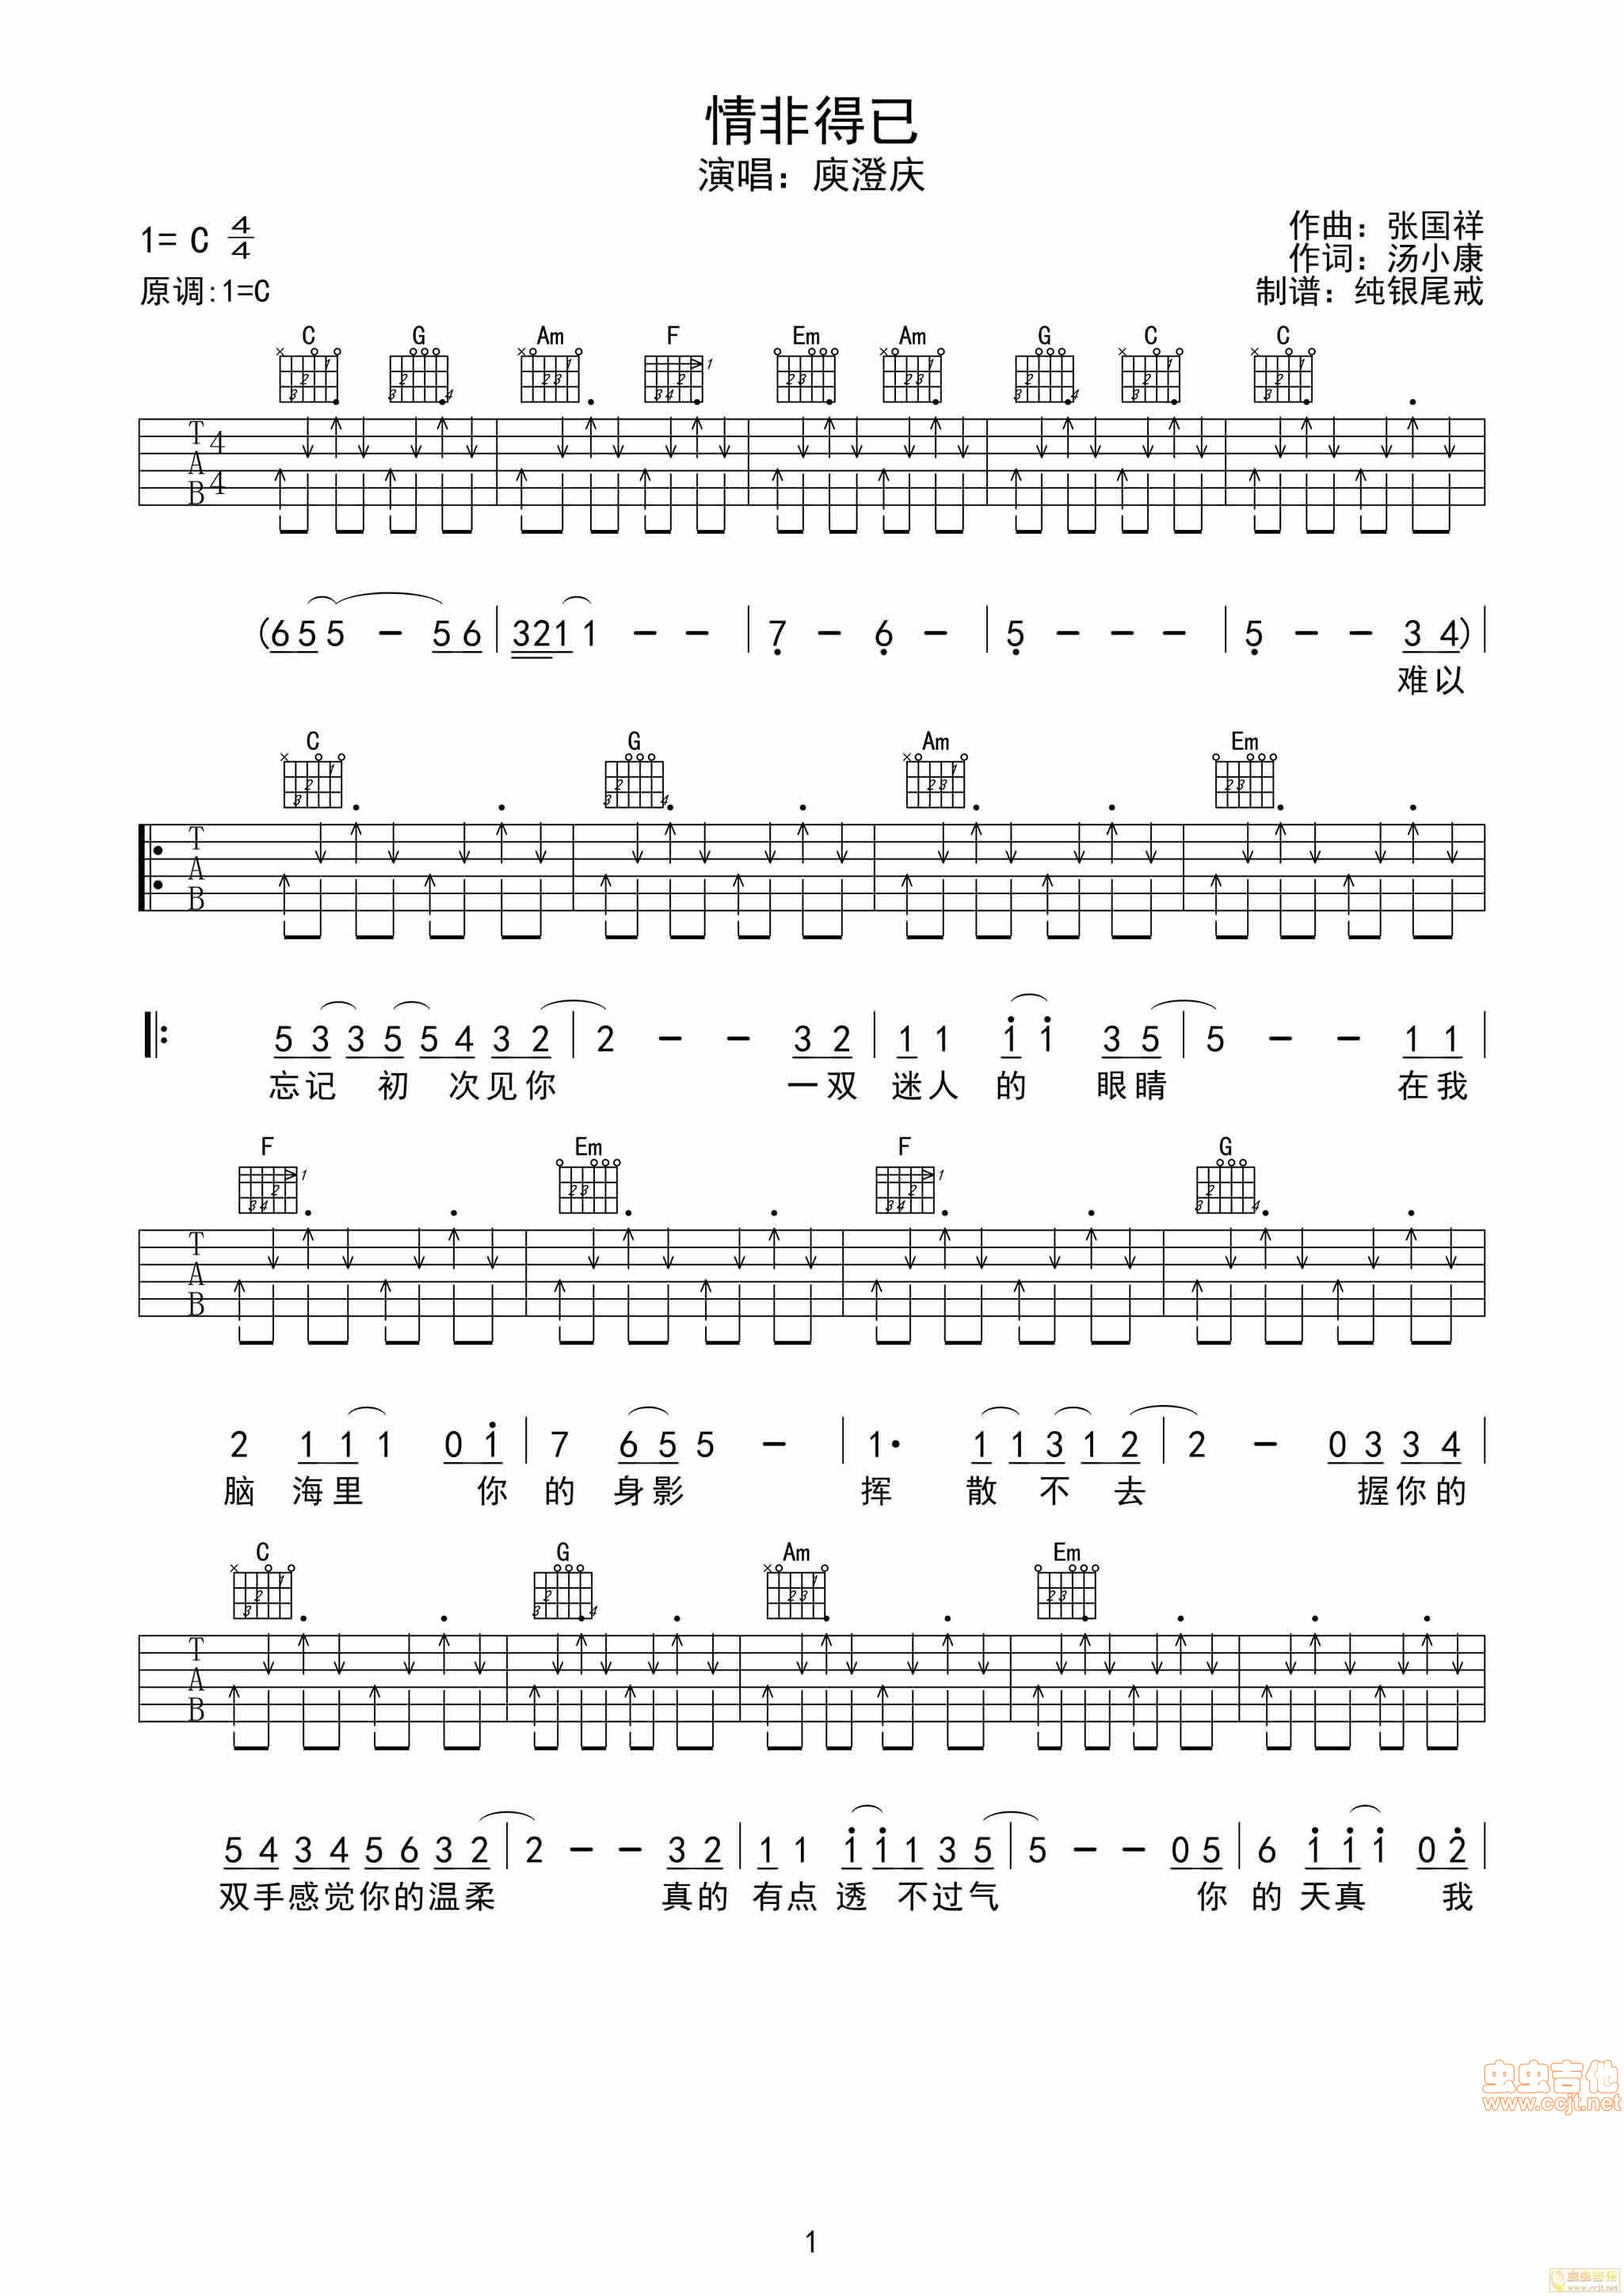 情非得已
演唱：庾澄庆
1= C 4/4
作曲：张国祥
作词：汤小康
原调:1=C
制谱：纯银尾戒
C G Am F Em Am G C C
T A B 4 4
(6 5 5 − 5 6 | 3 2 1 1 − − | 7 − 6 − | 5 − − − | 5 − − 3 4) |
难以
C G Am Em
T A B
5 3 3 5 5 4 3 2 | 2 − − 3 2 | 1 1 1 1 3 5 | 5 − − 1 1 |
忘记 初 次见你 一双 迷人 的 眼睛 在我
F Em F G
T A B
2 1 1 1 0 1 | 7 6 5 5 − | 1· 1 1 3 1 2 | 2 − 0 3 3 4 |
脑 海里 你 的 身影 挥 散 不 去 握你的
C G Am Em
T A B
5 4 3 4 5 6 3 2 | 2 − − 3 2 | 1 1 1 1 1 3 5 | 5 − − 0 5 | 6 1 1 1 0 2 |
双手感觉你的温柔 真的 有点 透 不过气 你 的 天真 我
虫虫吉他
www.ccjt.net
1
虫虫吉他
www.ccjt.net